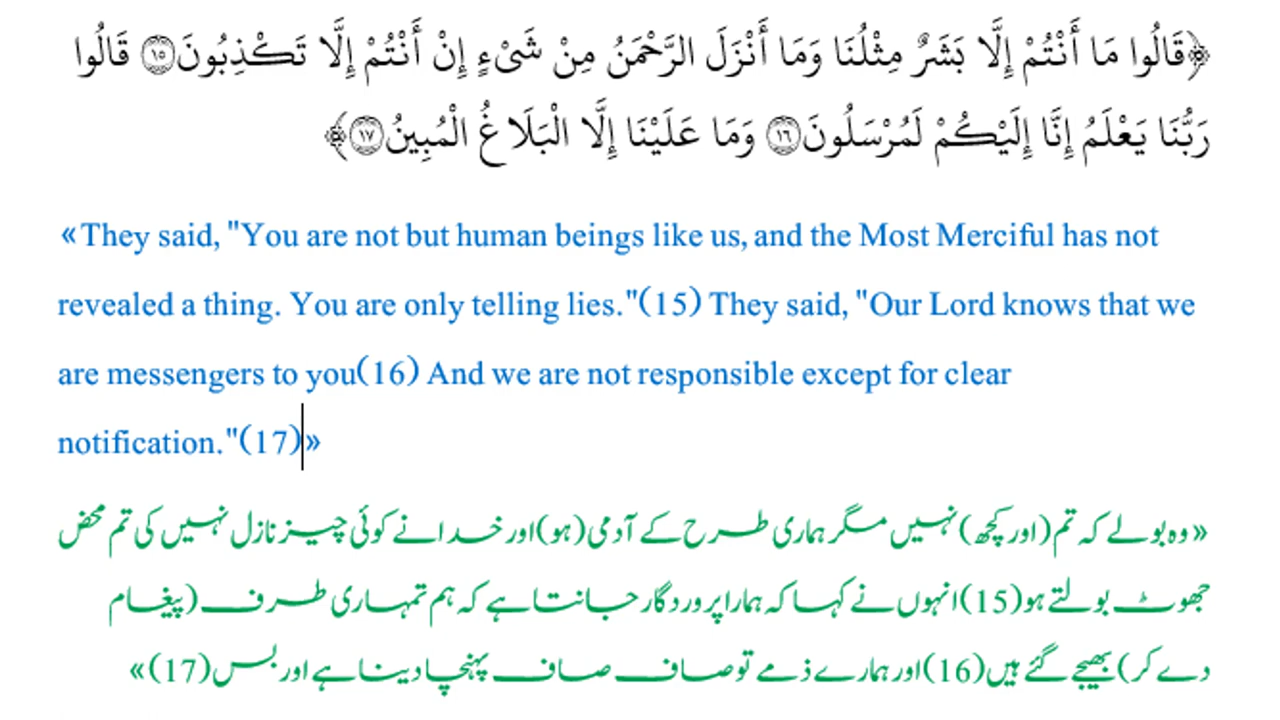 ﴿قَالُوا مَا أَنْتُمْ إِلَّا بَشَرٌ مِثْلُنَا وَمَا أَنْزَلَ الرَّحْمَنُ مِنْ شَيْءٍ إِنْ أَنْتُمْ إِلَّا تَكْذِبُونَ۝١٥ قَالُوا
رَبُّنَا يَعْلَمُ إِنَّا إِلَيْكُمْ لَمُرْسَلُونَ۝١٦ وَمَا عَلَيْنَا إِلَّا الْبَلَاغُ الْمُبِينُ۝١٧﴾
«They said, "You are not but human beings like us, and the Most Merciful has not
revealed a thing. You are only telling lies."(15) They said, "Our Lord knows that we
are messengers to you(16) And we are not responsible except for clear
notification."(17)»
«وہ بولے کہ تم (اور کچھ) نہیں مگر ہماری طرح کے آدمی (ہو) اور خدا نے کوئی چیز نازل نہیں کی تم محض
جھوٹ بولتے ہو(15)انہوں نے کہا کہ ہمارا پروردگار جانتا ہے کہ ہم تمہاری طرف (پیغام
دے کر) بھیجے گئے ہیں(16)اور ہمارے ذمے تو صاف صاف پہنچا دینا ہے اور بس(17)»